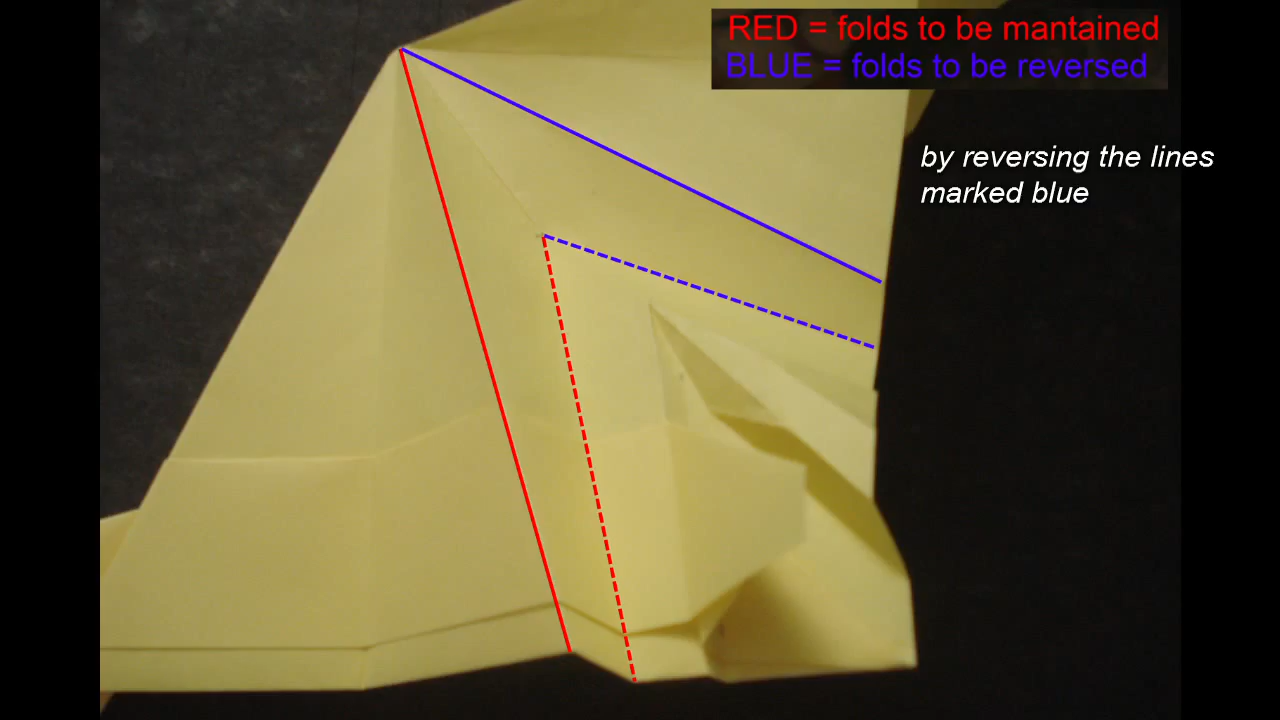 RED = folds to be mantained
BLUE = folds to be reversed
by reversing the lines
marked blue